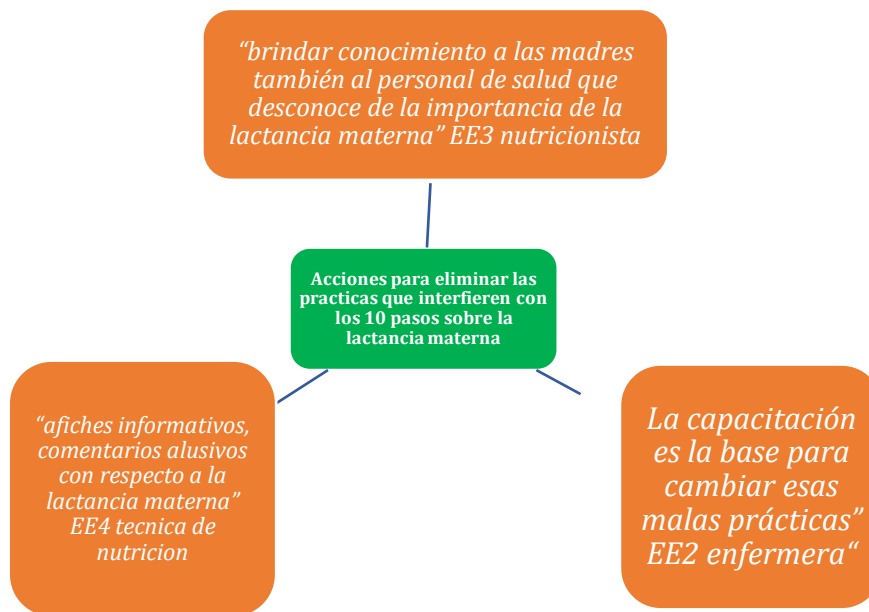 “brindar conocimiento a las madres
también al personal de salud que
desconoce de la importancia de la
lactancia materna” EE3 nutricionista
Acciones para eliminar las
practicas que interfieren con
los 10 pasos sobre la
lactancia materna
“afiches informativos,
comentarios alusivos
con respecto a la
lactancia materna”
EE4 tecnica de
nutricion
La capacitación
es la base para
cambiar esas
malas prácticas”
EE2 enfermera“